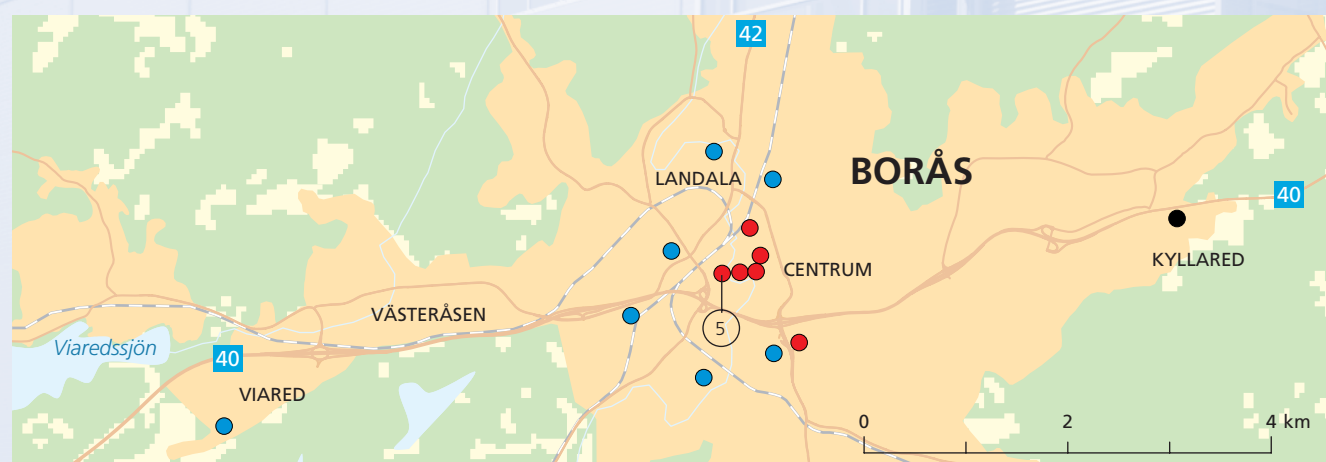 42
BORÅS
LANDALA
40
KYLLARED
CENTRUM
VÄSTERÅSEN
5
Viaredssjön
40
VIARED
0 2 4 km